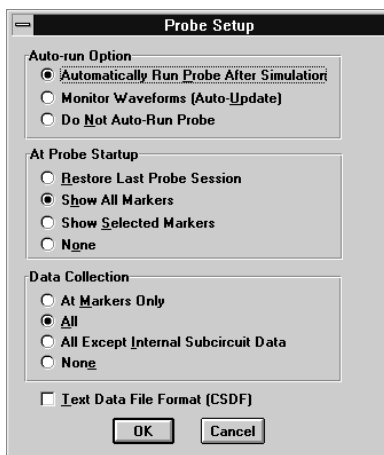 Probe Setup
Auto-run Option
Automatically Run Probe After Simulation
Monitor Waveforms (Auto-Update)
Do Not Auto-Run Probe
At Probe Startup
Restore Last Probe Session
Show All Markers
Show Selected Markers
None
Data Collection
At Markers Only
All
All Except Internal Subcircuit Data
None
Text Data File Format (CSDF)
OK Cancel